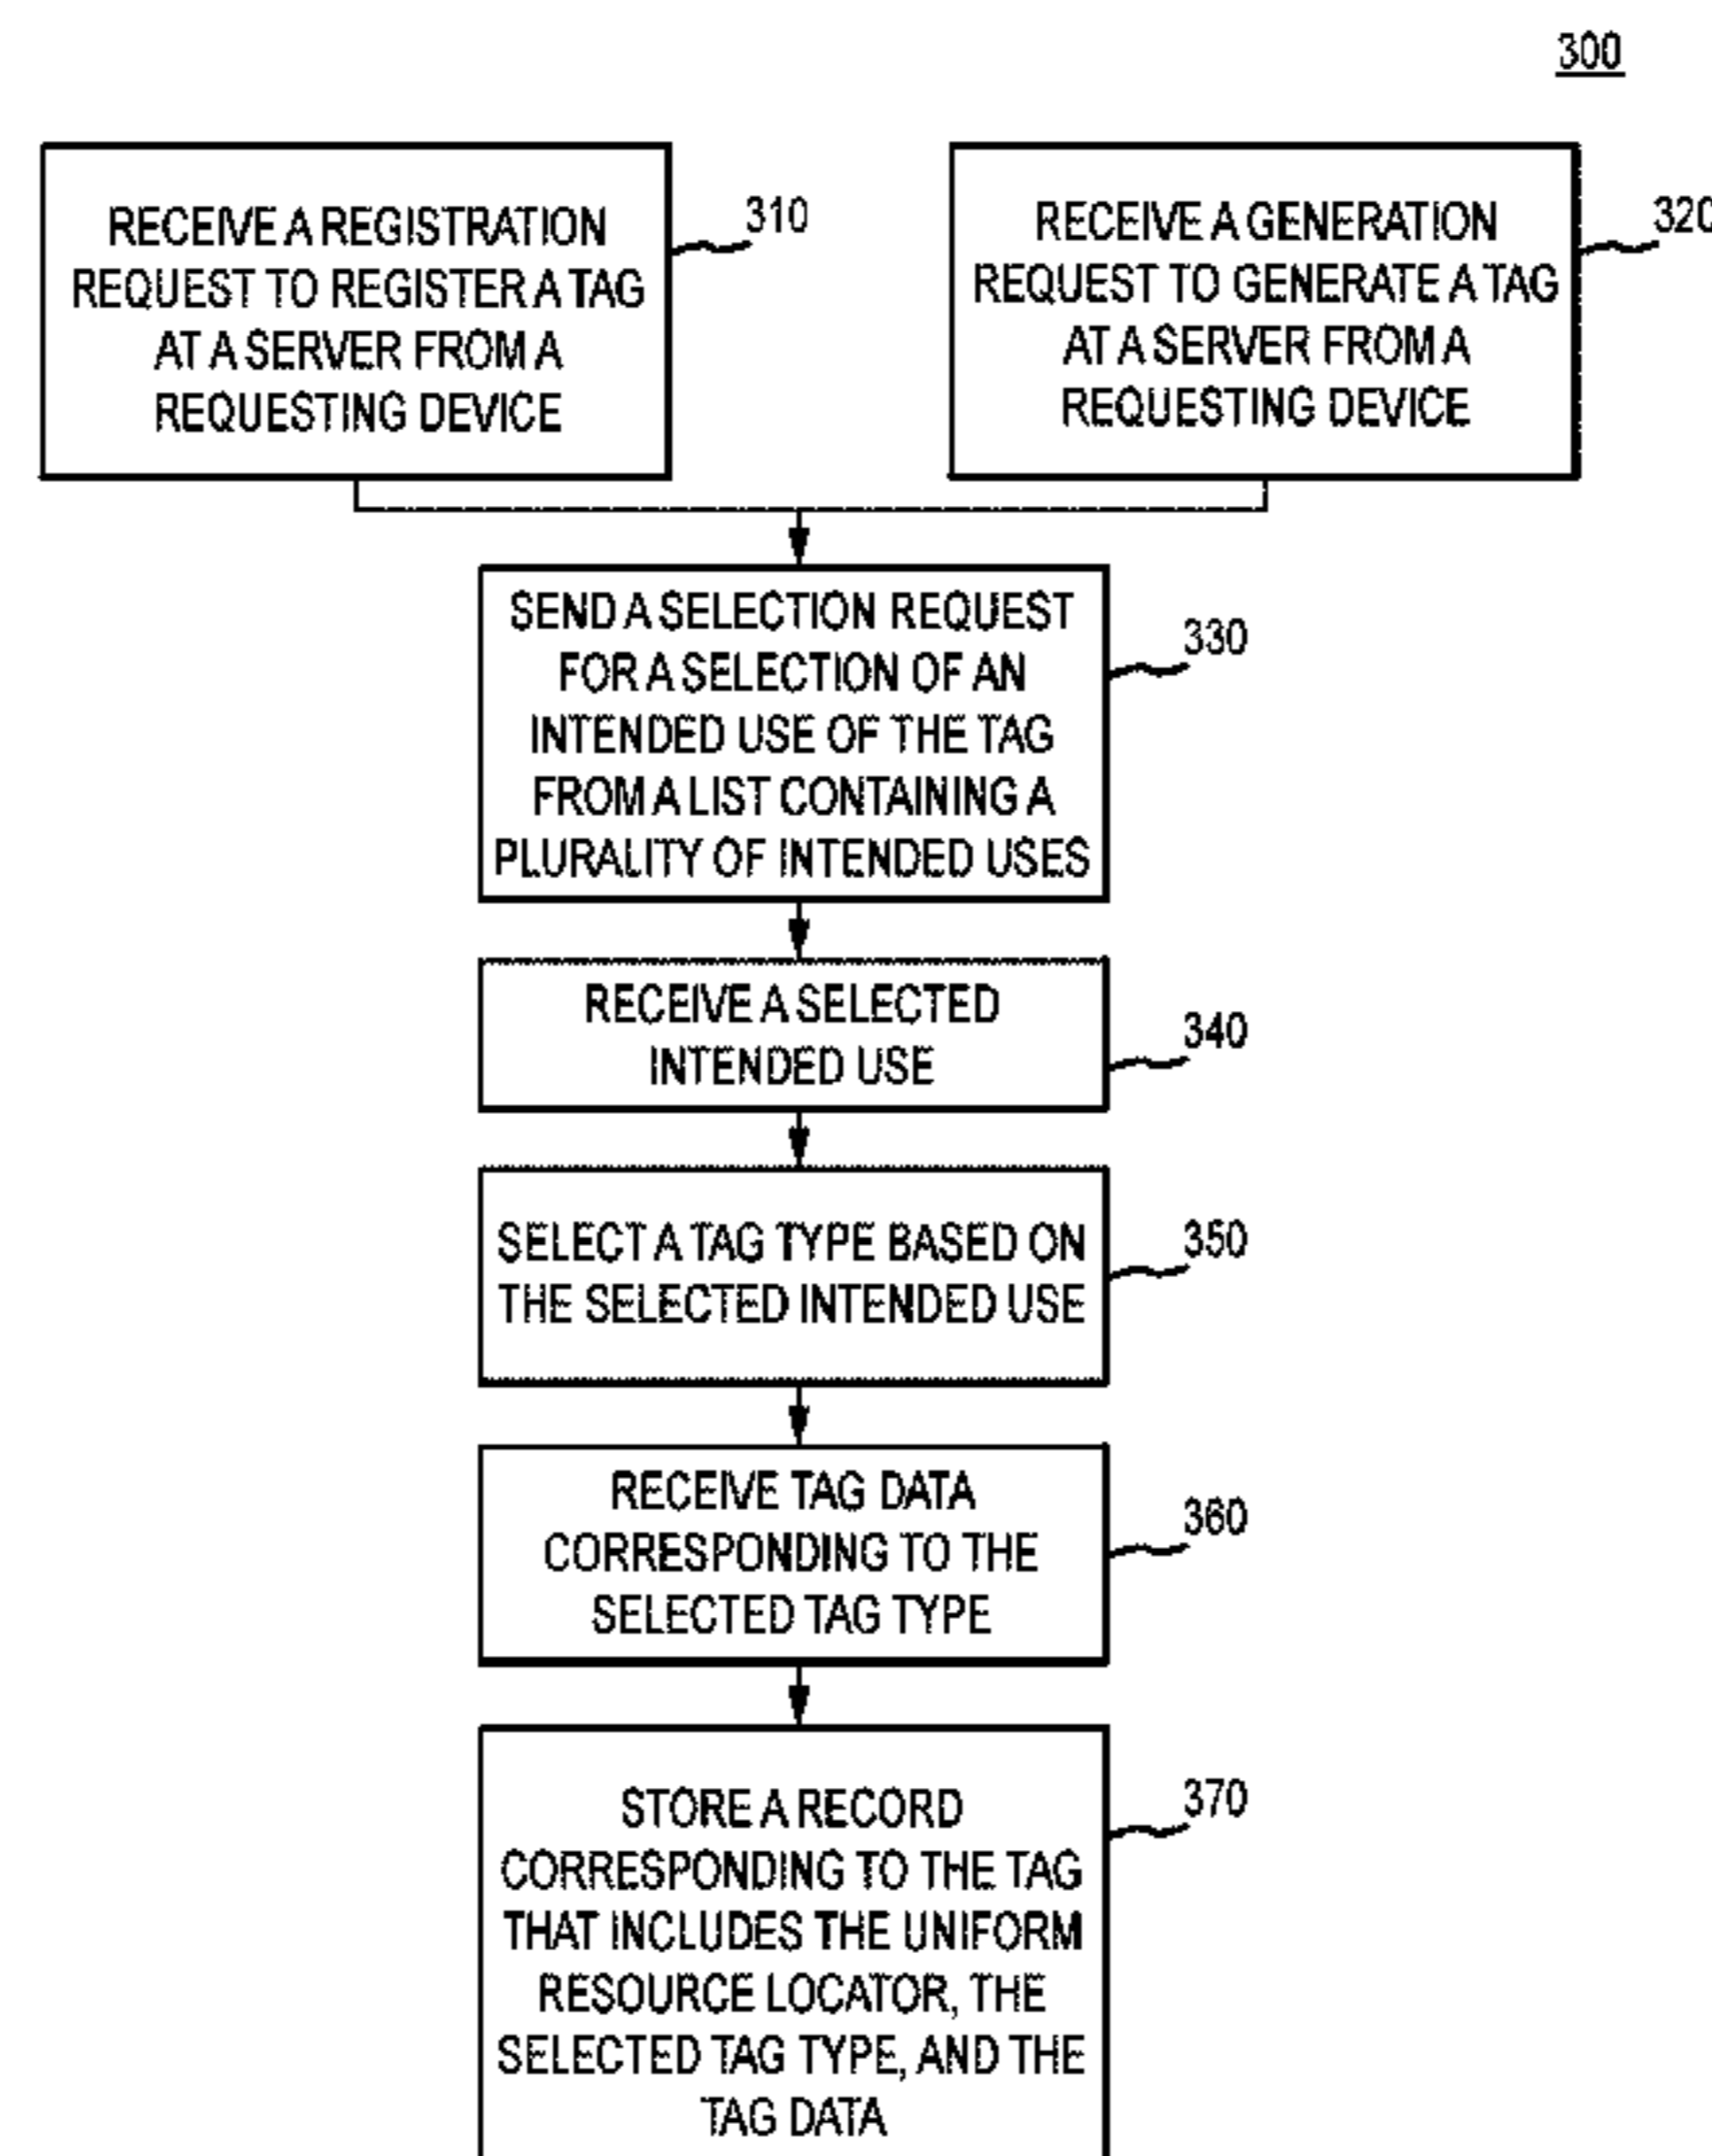 300
RECEIVE A REGISTRATION
REQUEST TO REGISTER A TAG
AT A SERVER FROM A
REQUESTING DEVICE
310
RECEIVE A GENERATION
REQUEST TO GENERATE A TAG
AT A SERVER FROM A
REQUESTING DEVICE
320
SEND A SELECTION REQUEST
FOR A SELECTION OF AN
INTENDED USE OF THE TAG
FROM A LIST CONTAINING A
PLURALITY OF INTENDED USES
330
RECEIVE A SELECTED
INTENDED USE
340
SELECT A TAG TYPE BASED ON
THE SELECTED INTENDED USE
350
RECEIVE TAG DATA
CORRESPONDING TO THE
SELECTED TAG TYPE
360
STORE A RECORD
CORRESPONDING TO THE TAG
THAT INCLUDES THE UNIFORM
RESOURCE LOCATOR, THE
SELECTED TAG TYPE, AND THE
TAG DATA
370